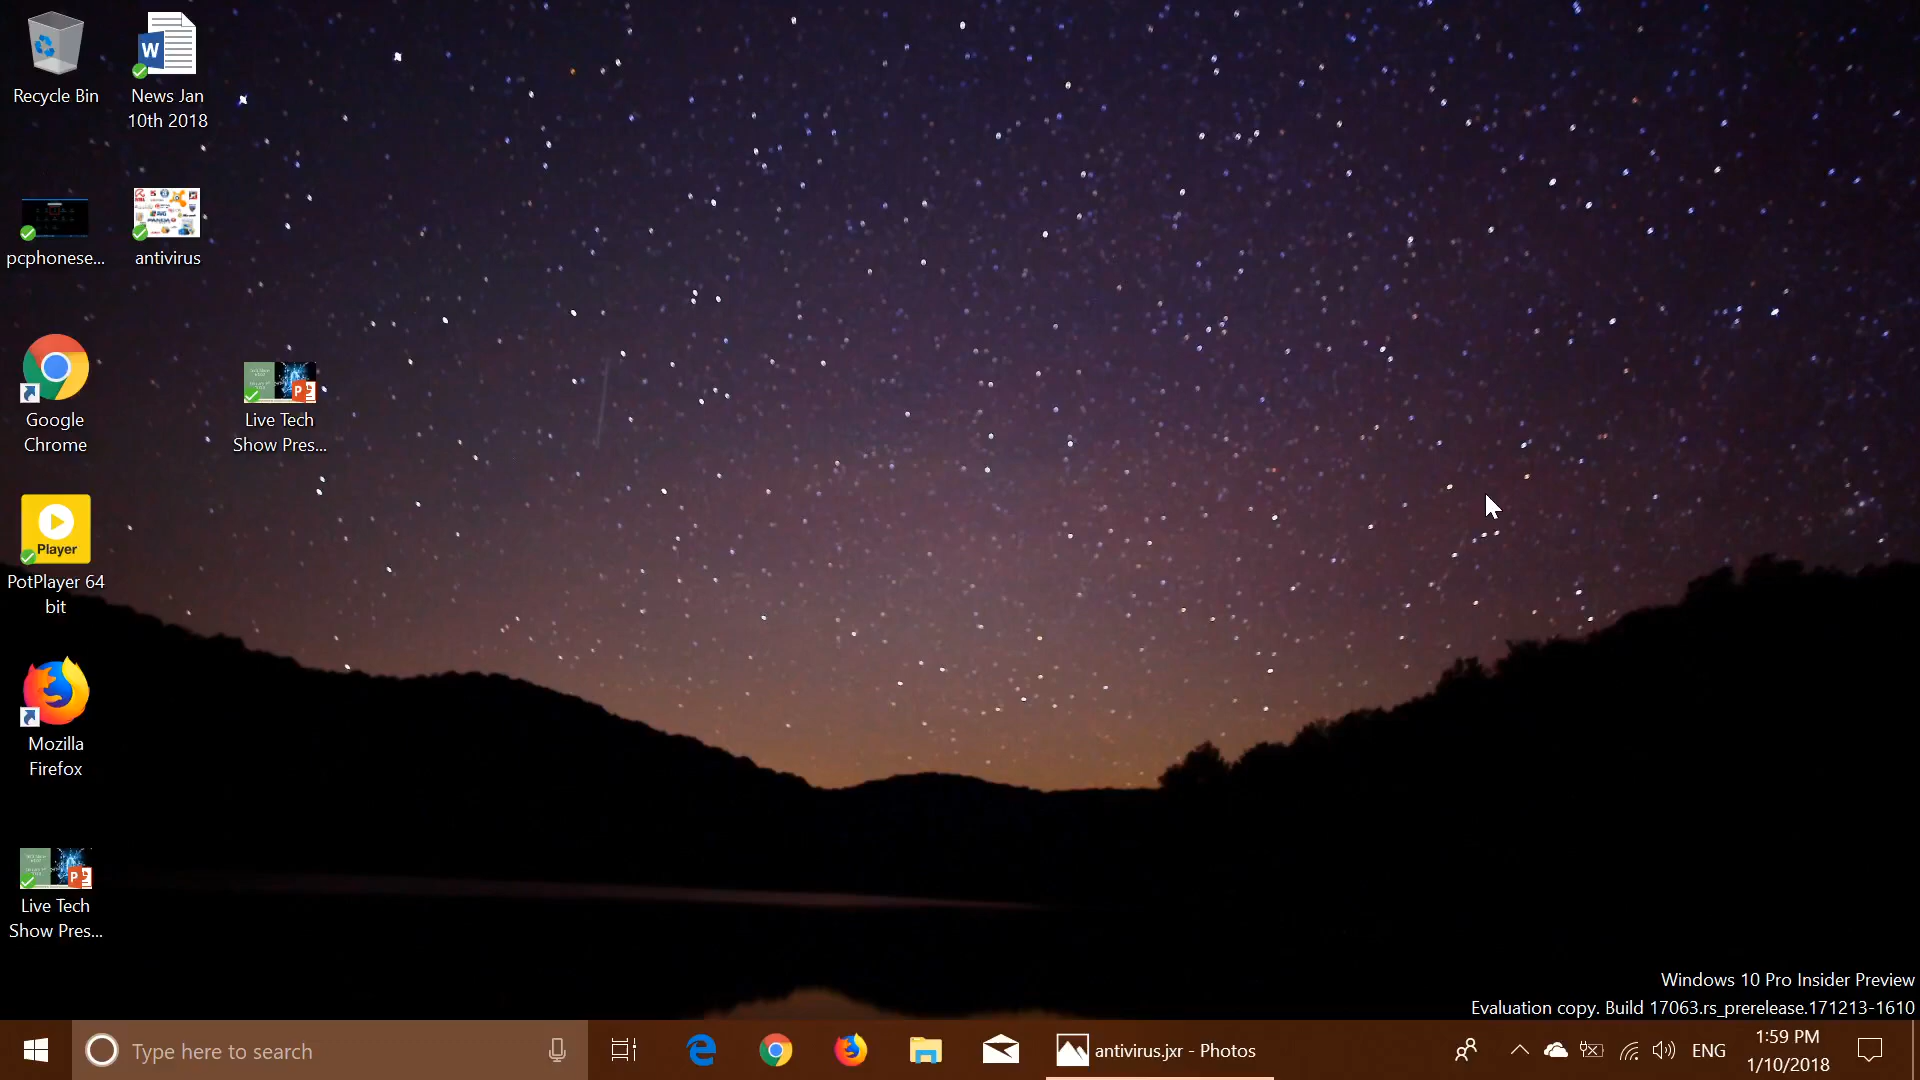 Recycle Bin
News Jan
10th 2018
pcphonese...
antivirus
Google
Chrome
Live Tech
Show Pres...
Player
PotPlayer 64
bit
Mozilla
Firefox
Live Tech
Show Pres...
Windows 10 Pro Insider Preview
Evaluation copy. Build 17063.rs_prerelease.171213-1610
Type here to search
antivirus.jxr - Photos
ENG
1:59 PM
1/10/2018